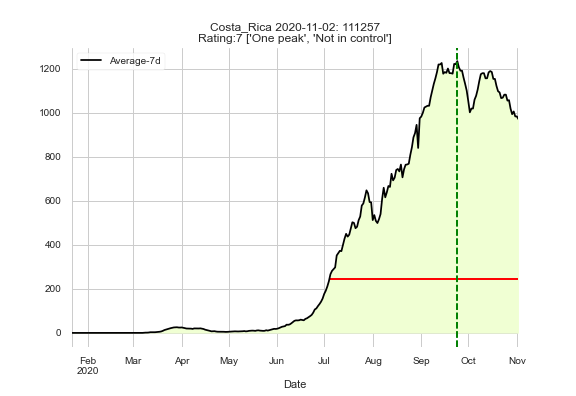 Costa_Rica 2020-11-02: 111257
Rating:7 ['One peak', 'Not in control']
Average-7d
1200
1000
800
600
400
200
0
Feb Mar Apr May Jun Jul Aug Sep Oct Nov
2020
Date